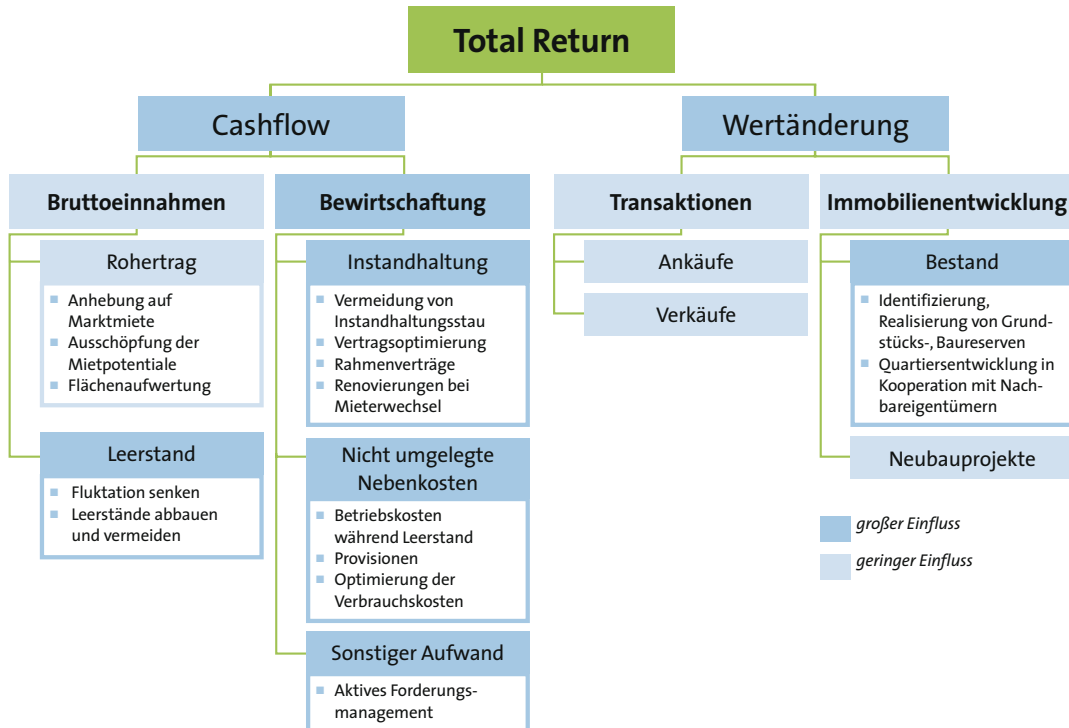 Total Return
Cashflow
Wertänderung
Bruttoeinnahmen
Bewirtschaftung
Transaktionen
Immobilienentwicklung
Rohertrag
Anhebung auf
Marktmiete
Ausschöpfung der
Mietpotentiale
Flächenaufwertung
Leerstand
Fluktation senken
Leerstände abbauen
und vermeiden
Instandhaltung
Vermeidung von
Instandhaltungsstau
Vertragsoptimierung
Rahmenverträge
Renovierungen bei
Mieterwechsel
Nicht umgelegte
Nebenkosten
Betriebskosten
während Leerstand
Provisionen
Optimierung der
Verbrauchskosten
Sonstiger Aufwand
Aktives Forderungs-
management
Ankäufe
Verkäufe
Bestand
Identifizierung,
Realisierung von Grund-
stücks-, Baureserven
Quartiersentwicklung in
Kooperation mit Nach-
bareigentümern
Neubauprojekte
großer Einfluss
geringer Einfluss